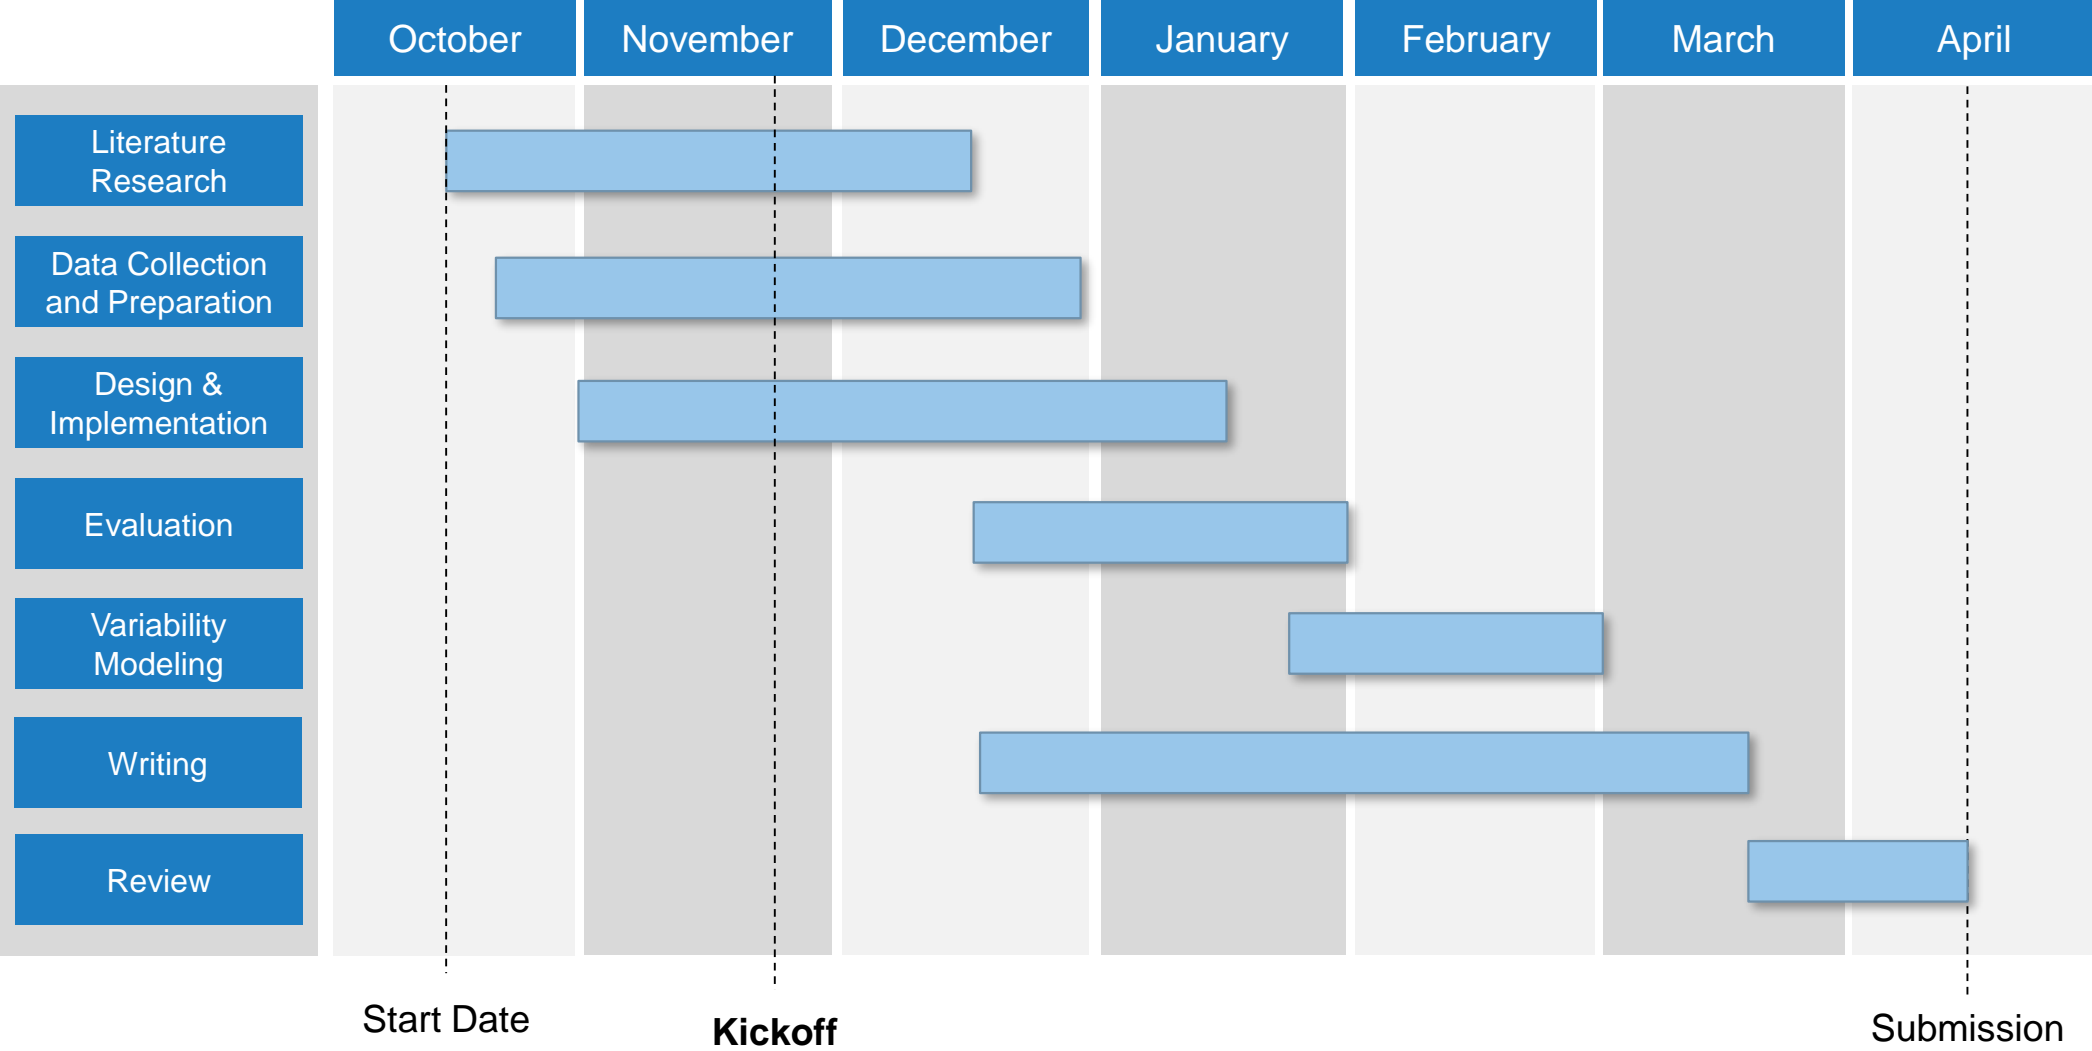 October November December January February March April
Literature
Research
Data Collection
and Preparation
Design &
Implementation
Evaluation
Variability
Modeling
Writing
Review
Start Date
Kickoff
Submission